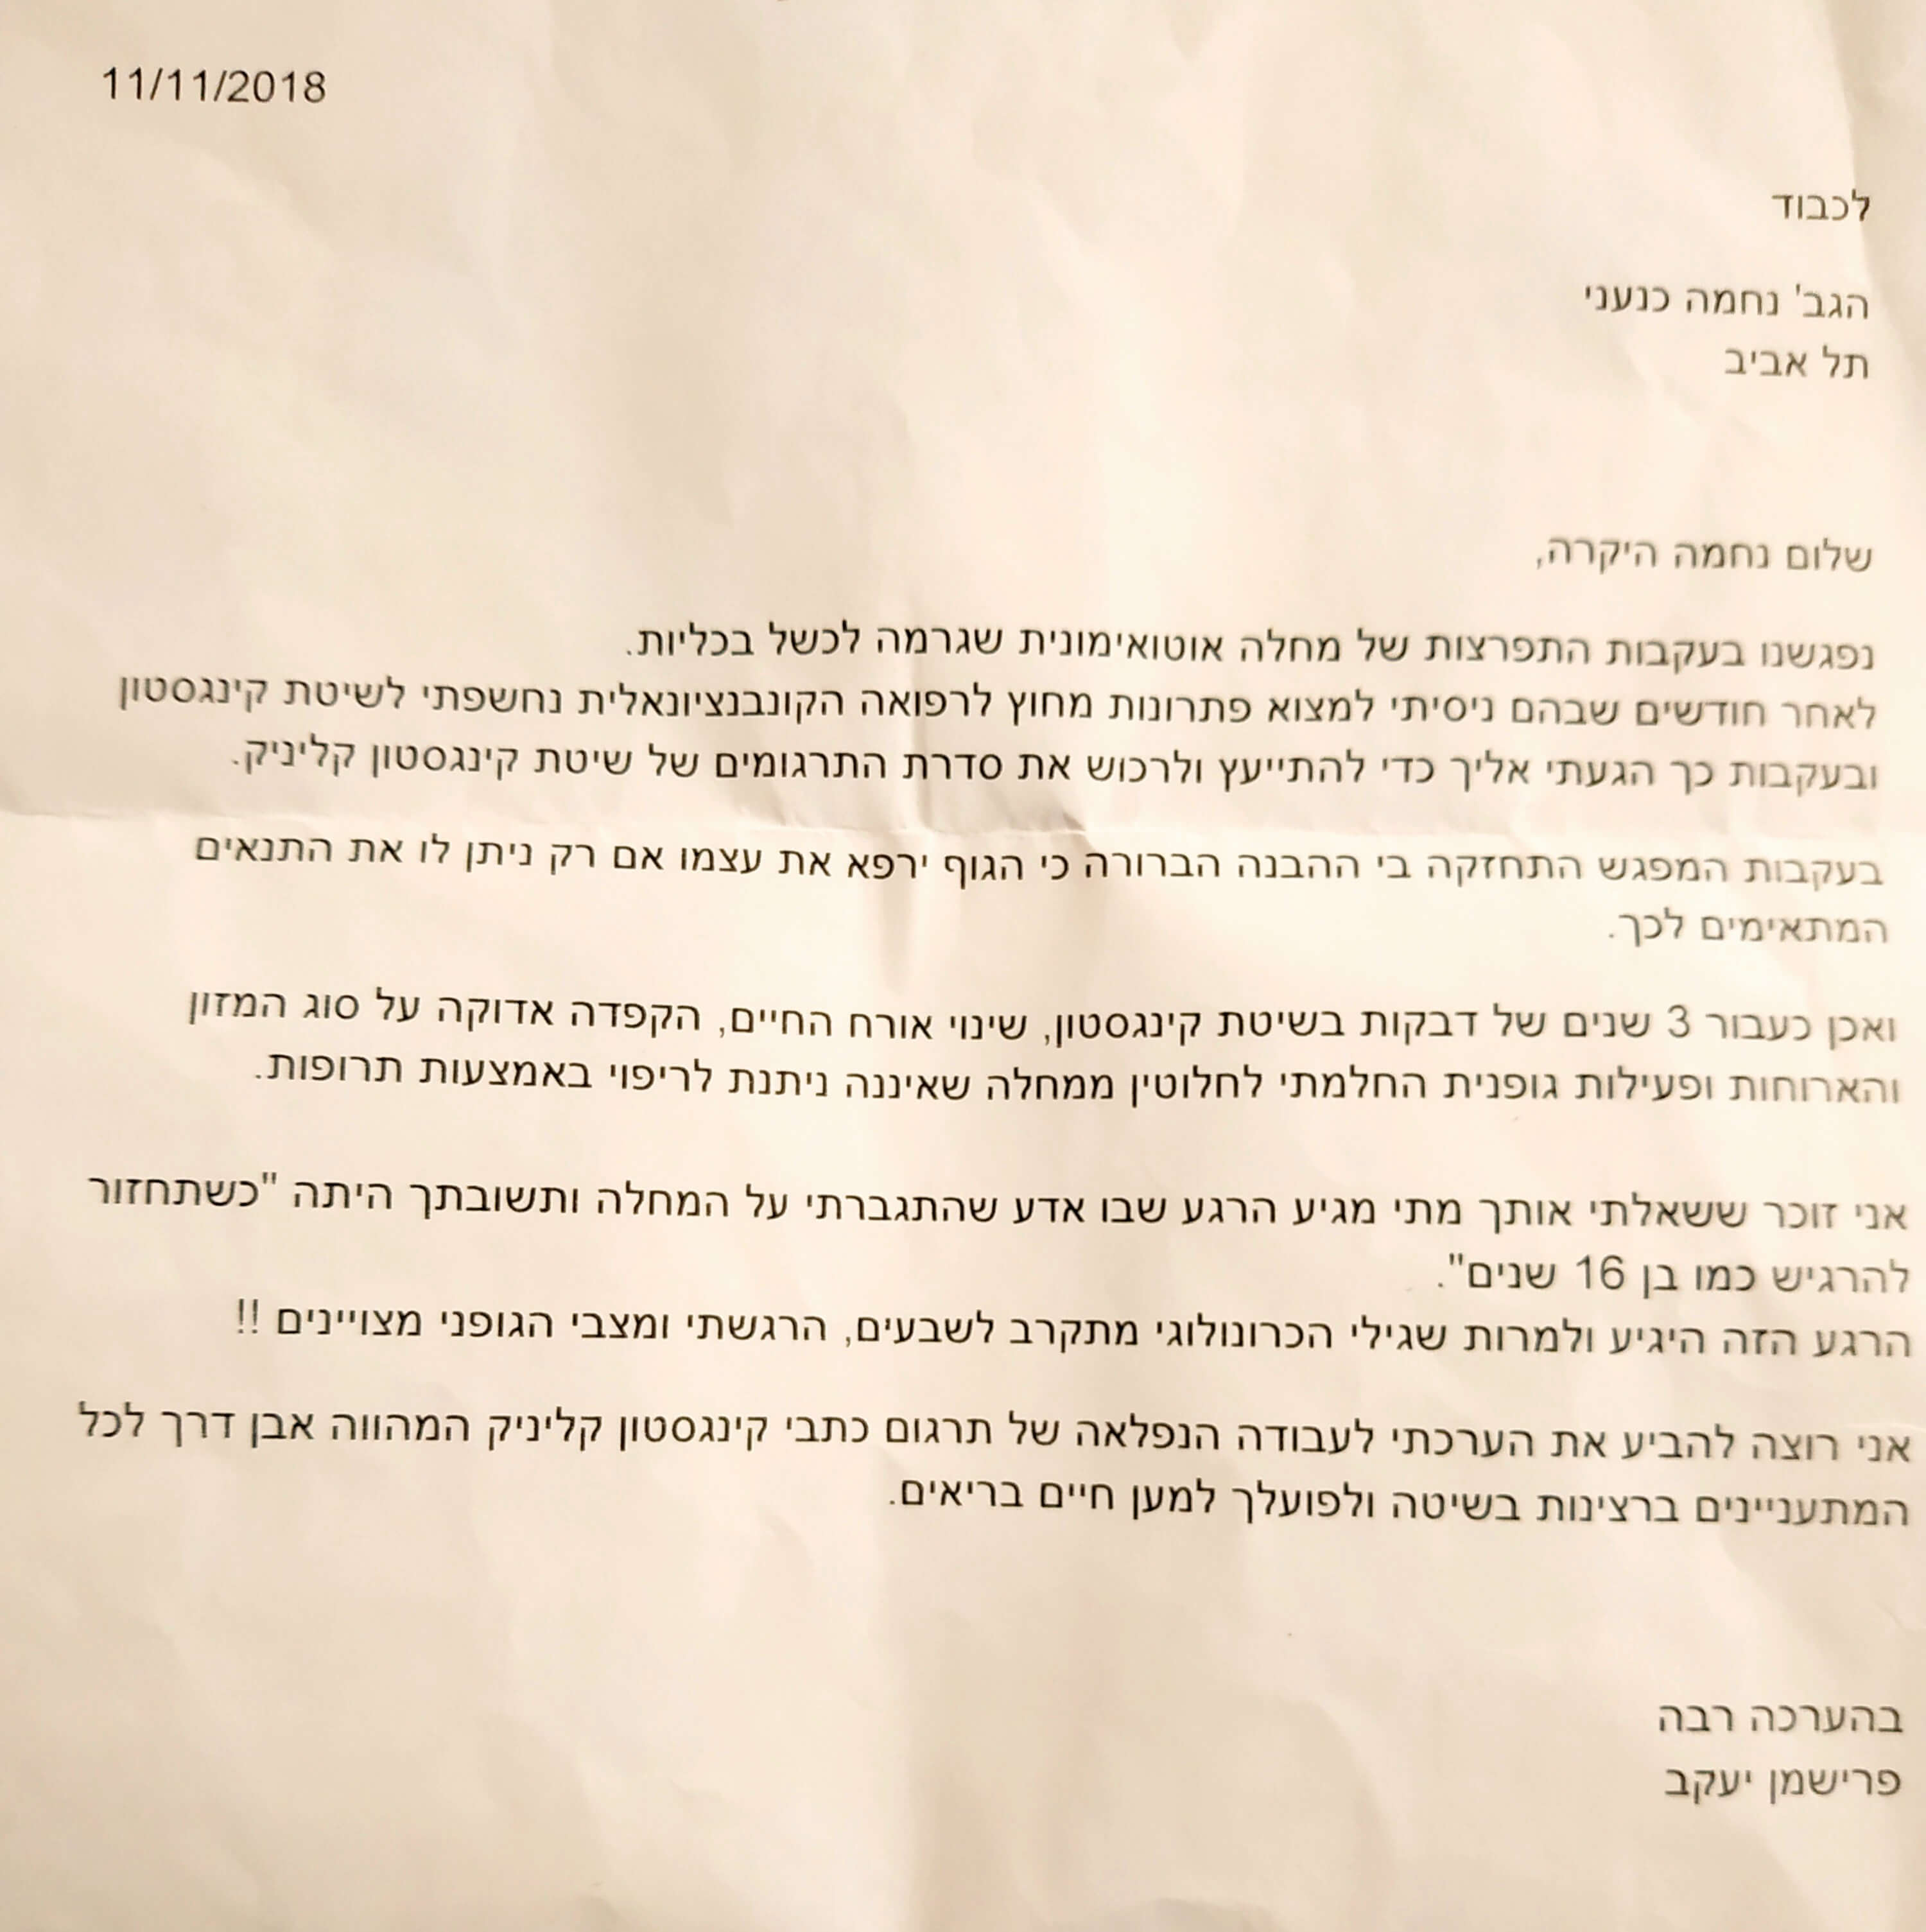 11/11/2018
לכבוד
הגב' נחמה כנעני
תל אביב
שלום נחמה היקרה,
נפגשנו בעקבות התפרצות של מחלה אוטואימונית שגרמה לכשל בכליות.
לאחר חודשים שבהם ניסיתי למצוא פתרונות מחוץ לרפואה הקונבנציונאלית נחשפתי לשיטת קינגסטון
ובעקבות כך הגעתי אליך כדי להתייעץ ולרכוש את סדרת התרגומים של שיטת קינגסטון קליניק.
בעקבות המפגש התחזקה בי ההבנה הברורה כי הגוף ירפא את עצמו אם רק ניתן לו את התנאים
המתאימים לכך.
ואכן כעבור 3 שנים של דבקות בשיטת קינגסטון, שינוי אורח החיים, הקפדה אדוקה על סוג המזון
והארוחות ופעילות גופנית החלמתי לחלוטין ממחלה שאיננה ניתנת לריפוי באמצעות תרופות.
אני זוכר ששאלתי אותך מתי מגיע הרגע שבו אדע שהתגברתי על המחלה ותשובתך היתה "כשתחזור
להרגיש כמו בן 16 שנים".
הרגע הזה היגיע ולמרות שגילי הכרונולוגי מתקרב לשבעים, הרגשתי ומצבי הגופני מצויינים !!
אני רוצה להביע את הערכתי לעבודה הנפלאה של תרגום כתבי קינגסטון קליניק המהווה אבן דרך לכל
המתעניינים ברצינות בשיטה ולפועלך למען חיים בריאים.
בהערכה רבה
פרישמן יעקב